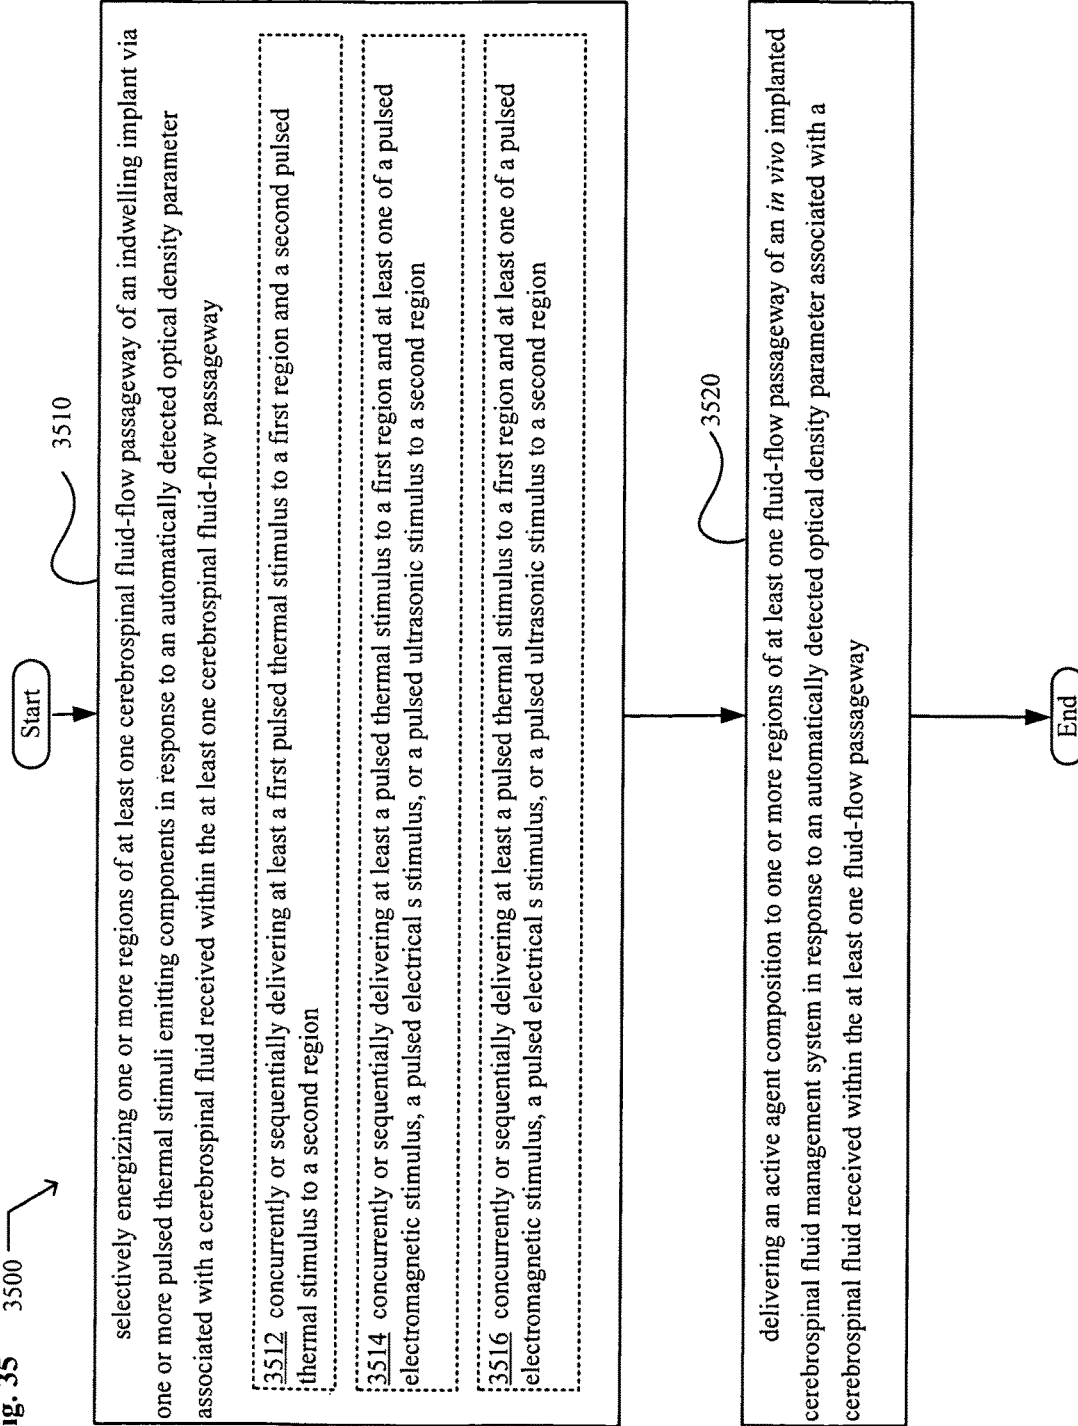 ig. 35
3500
Start
3510
selectively energizing one or more regions of at least one cerebrospinal fluid-flow passageway of an indwelling implant via
one or more pulsed thermal stimuli emitting components in response to an automatically detected optical density parameter
associated with a cerebrospinal fluid received within the at least one cerebrospinal fluid-flow passageway
3512 concurrently or sequentially delivering at least a first pulsed thermal stimulus to a first region and a second pulsed
thermal stimulus to a second region
3514 concurrently or sequentially delivering at least a pulsed thermal stimulus to a first region and at least one of a pulsed
electromagnetic stimulus, a pulsed electrical s stimulus, or a pulsed ultrasonic stimulus to a second region
3516 concurrently or sequentially delivering at least a pulsed thermal stimulus to a first region and at least one of a pulsed
electromagnetic stimulus, a pulsed electrical s stimulus, or a pulsed ultrasonic stimulus to a second region
3520
delivering an active agent composition to one or more regions of at least one fluid-flow passageway of an in vivo implanted
cerebrospinal fluid management system in response to an automatically detected optical density parameter associated with a
cerebrospinal fluid received within the at least one fluid-flow passageway
End